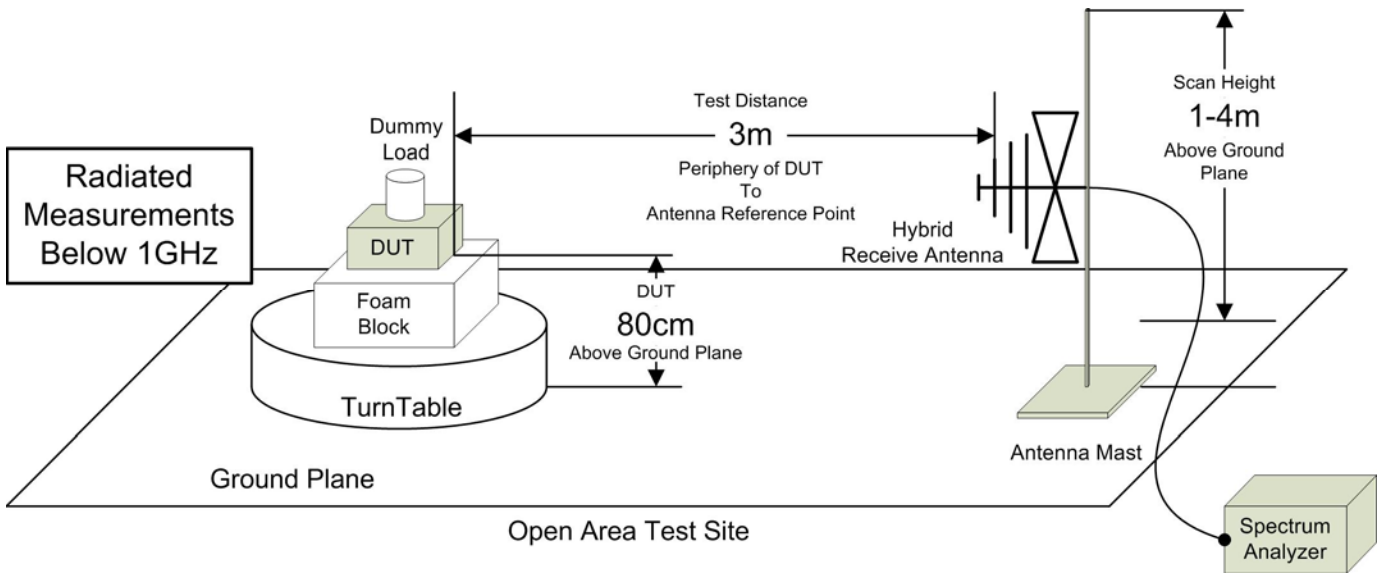 Radiated
Measurements
Below 1GHz
Dummy
Load
DUT
Foam
Block
TurnTable
Ground Plane
Test Distance
3m
Periphery of DUT
To
Antenna Reference Point
DUT
80cm
Above Ground Plane
Hybrid
Receive Antenna
Scan Height
1-4m
Above Ground
Plane
Antenna Mast
Open Area Test Site
Spectrum
Analyzer